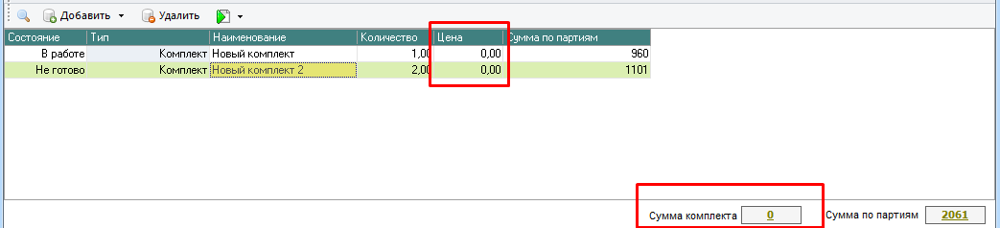 Добавить Удалить
Состояние Тип Наименование Количество Цена Сумма по партиям
В работе Комплект Новый комплект 1,00 0,00 960
Не готово Комплект Новый комплект 2 2,00 0,00 1101
Сумма комплекта 0 Сумма по партиям 2061